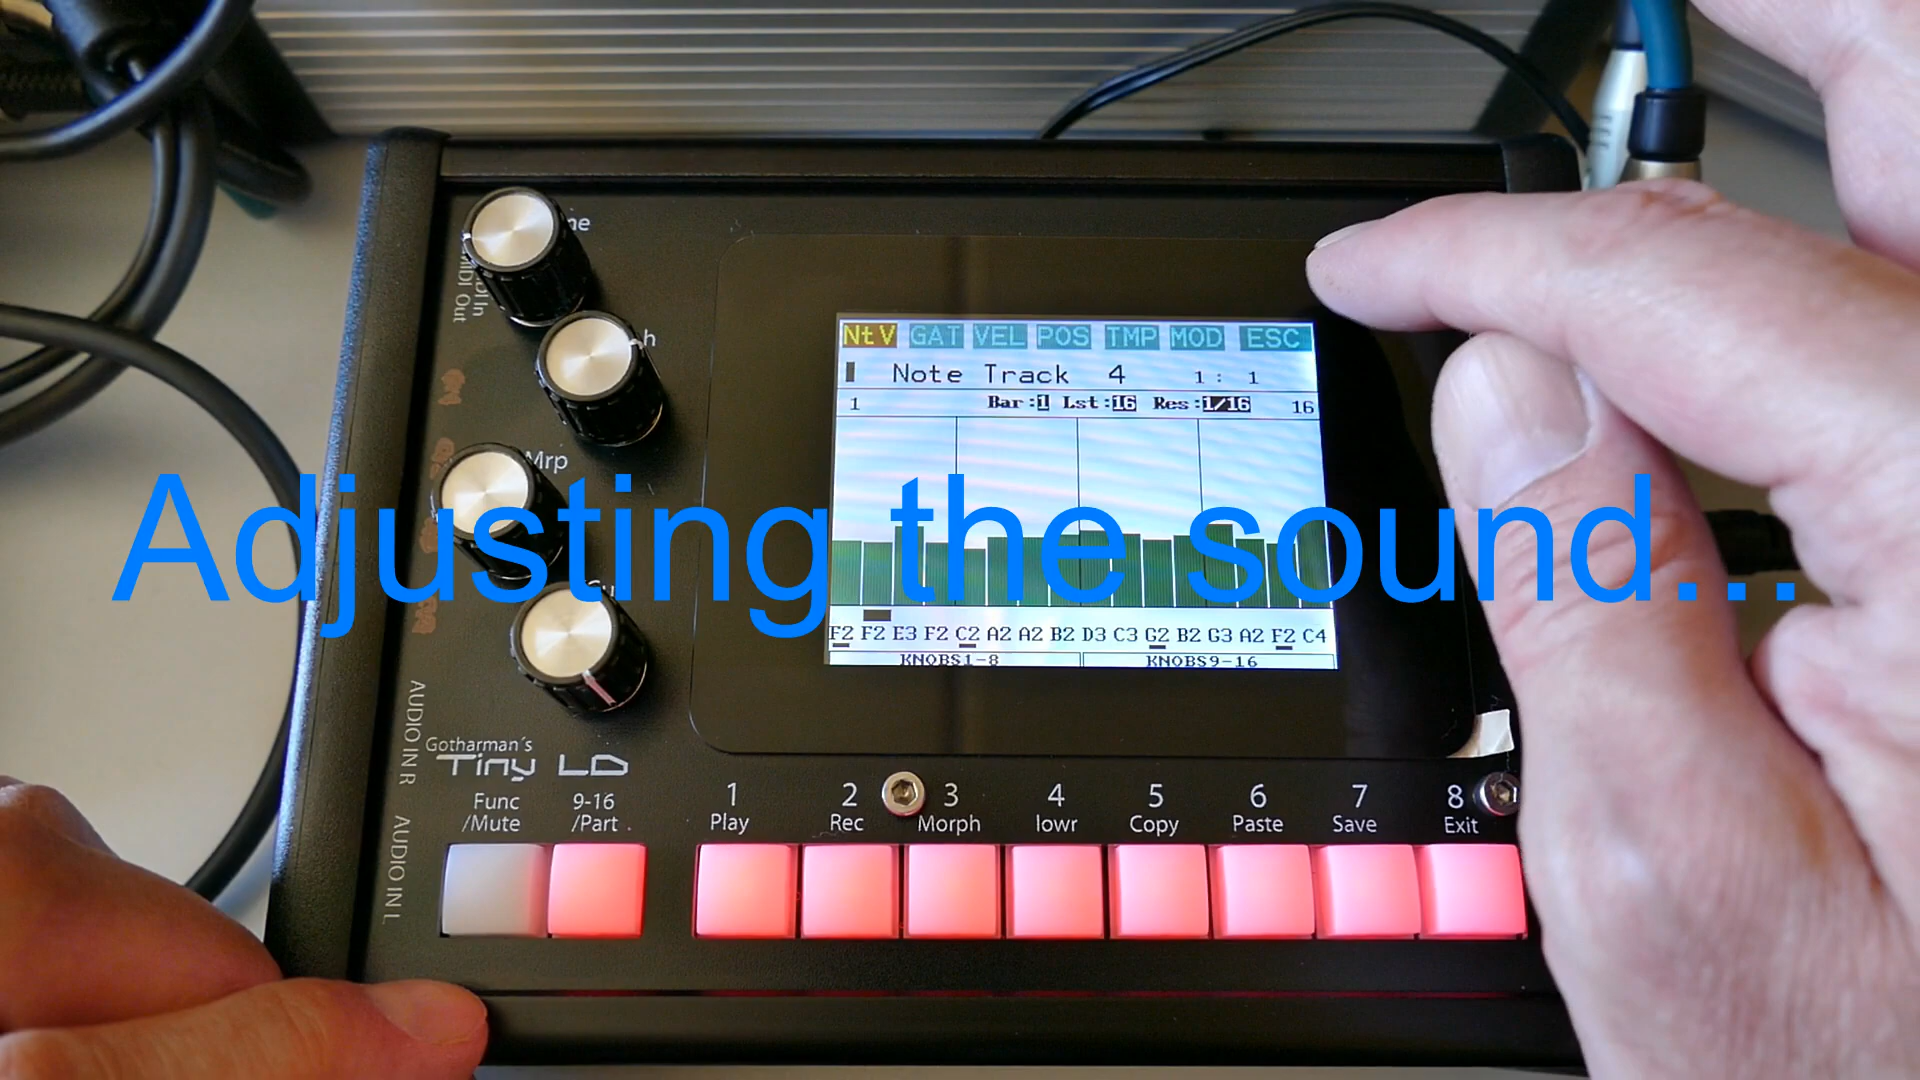 NtV GAT VEL POS TMP MOD ESC
Note Track 4 1: 1
1 Bar:1 Lst:16 Res:1/16 16
Adjusting the sound...
F2 F2 E3 F2 C2 A2 A2 B2 D3 C3 G2 B2 G3 A2 F2 C4
KNOBS1-8 KNOBS9-16
MIDI Out
Mrp
AUDIO IN R
AUDIO IN L
Gotharman's
Tiny LD
Func
/Mute
9-16
/Part
1
Play
2
Rec
3
Morph
4
lowr
5
Copy
6
Paste
7
Save
8
Exit